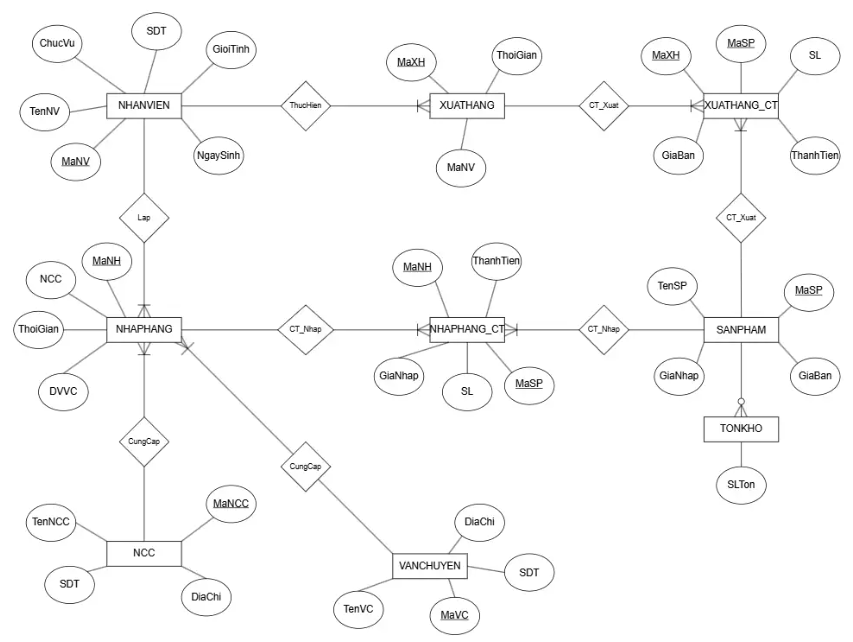 SDT
ChucVu
GioiTinh
TenNV
NHANVIEN
MaNV
NgaySinh
ThucHien
MaXH
ThoiGian
XUATHANG
MaNV
CT_Xuat
MaXH
MaSP
SL
XUATHANG_CT
GiaBan
ThanhTien
Lap
CT_Xuat
MaNH
NCC
ThoiGian
NHAPHANG
DVVC
CT_Nhap
MaNH
ThanhTien
NHAPHANG_CT
GiaNhap
SL
MaSP
CT_Nhap
TenSP
MaSP
SANPHAM
GiaNhap
GiaBan
TONKHO
SLTon
CungCap
CungCap
TenNCC
MaNCC
NCC
SDT
DiaChi
DiaChi
VANCHUYEN
SDT
TenVC
MaVC